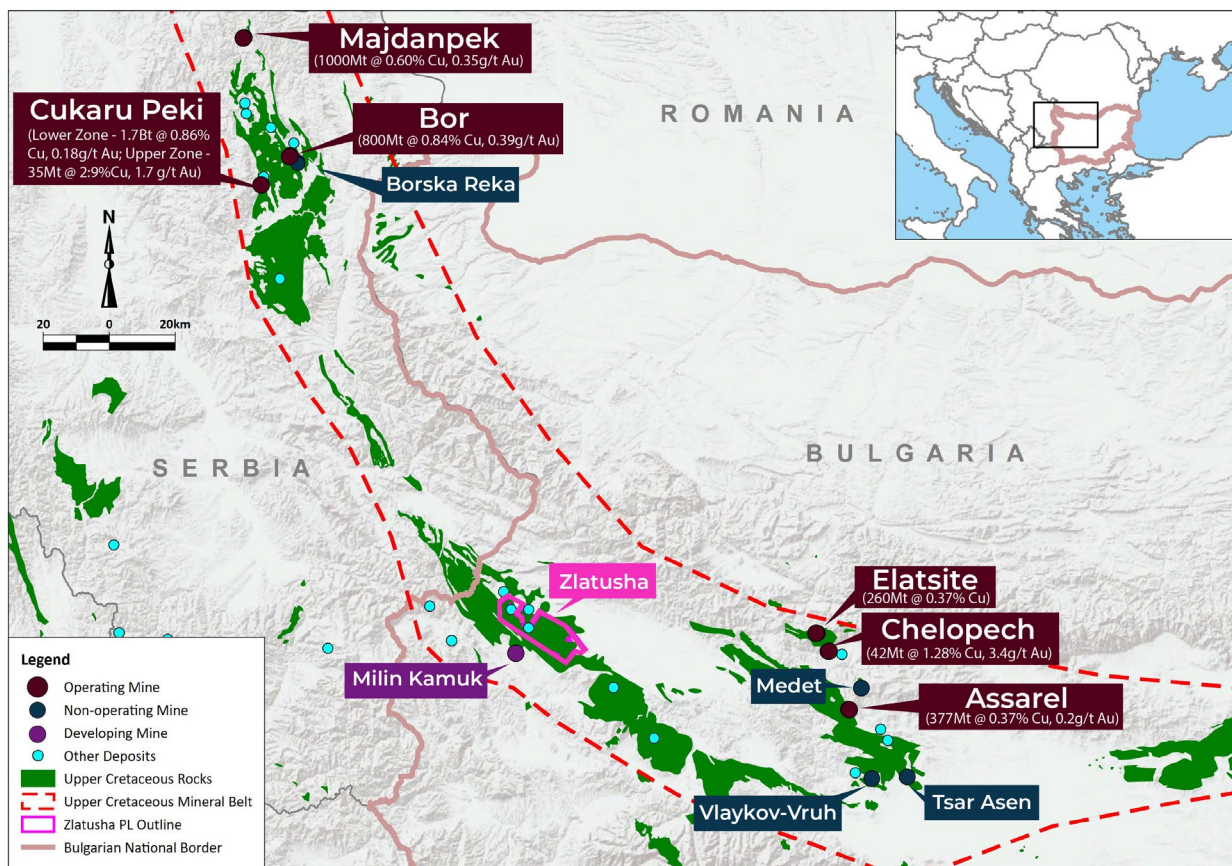 Majdanpek
(1000Mt @ 0.60% Cu, 0.35g/t Au)
Cukaru Peki
(Lower Zone - 1.7Bt @ 0.86%
Cu, 0.18g/t Au; Upper Zone -
35Mt @ 2:9%Cu, 1.7 g/t Au)
Bor
(800Mt @ 0.84% Cu, 0.39g/t Au)
Borska Reka
ROMANIA
N
20 0 20km
SERBIA
BULGARIA
Zlatusha
Milin Kamuk
Elatsite
(260Mt @ 0.37% Cu)
Chelopech
(42Mt @ 1.28% Cu, 3.4g/t Au)
Medet
Assarel
(377Mt @ 0.37% Cu, 0.2g/t Au)
Vlaykov-Vruh
Tsar Asen
Legend
Operating Mine
Non-operating Mine
Developing Mine
Other Deposits
Upper Cretaceous Rocks
Upper Cretaceous Mineral Belt
Zlatusha PL Outline
Bulgarian National Border